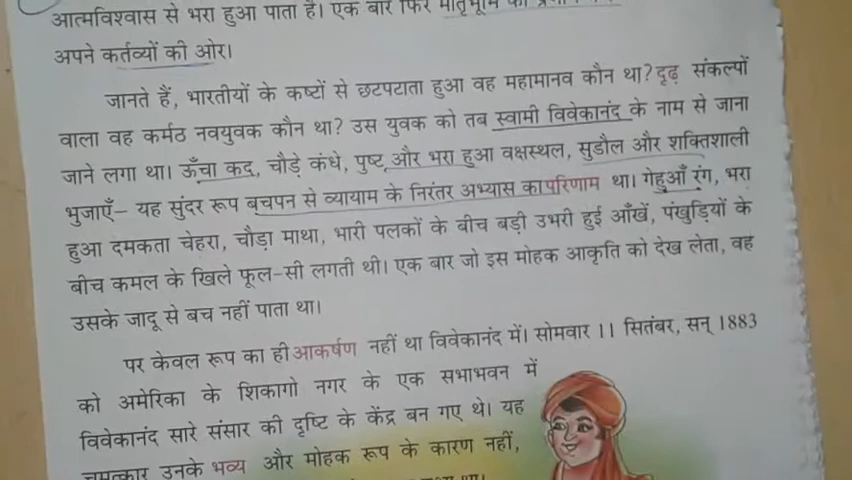 आत्मविश्वास से भरा हुआ पाता है। एक बार फिर मातृभूमि को
अपने कर्तव्यों की ओर।
जानते हैं, भारतीयों के कष्टों से छटपटाता हुआ वह महामानव कौन था? दृढ़ संकल्पों
वाला वह कर्मठ नवयुवक कौन था? उस युवक को तब स्वामी विवेकानंद के नाम से जाना
जाने लगा था। ऊँचा कद, चौड़े कंधे, पुष्ट और भरा हुआ वक्षस्थल, सुडौल और शक्तिशाली
भुजाएँ– यह सुंदर रूप बचपन से व्यायाम के निरंतर अभ्यास का परिणाम था। गेहुआँ रंग, भरा
हुआ दमकता चेहरा, चौड़ा माथा, भारी पलकों के बीच बड़ी उभरी हुई आँखें, पंखुड़ियों के
बीच कमल के खिले फूल-सी लगती थी। एक बार जो इस मोहक आकृति को देख लेता, वह
उसके जादू से बच नहीं पाता था।
पर केवल रूप का ही आकर्षण नहीं था विवेकानंद में। सोमवार 11 सितंबर, सन् 1883
को अमेरिका के शिकागो नगर के एक सभाभवन में
विवेकानंद सारे संसार की दृष्टि के केंद्र बन गए थे। यह
चमत्कार उनके भव्य और मोहक रूप के कारण नहीं,